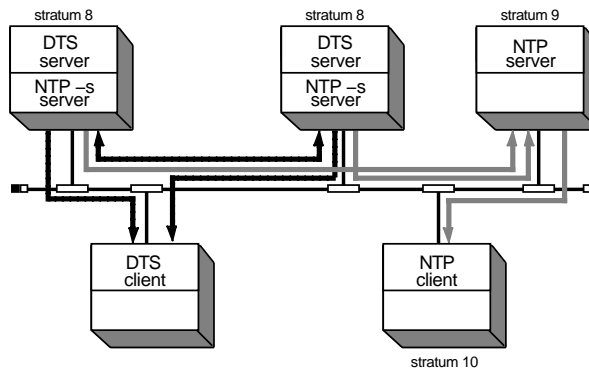 stratum 8
stratum 8
stratum 9
DTS
server
NTP –s
server
DTS
server
NTP –s
server
NTP
server
DTS
client
NTP
client
stratum 10